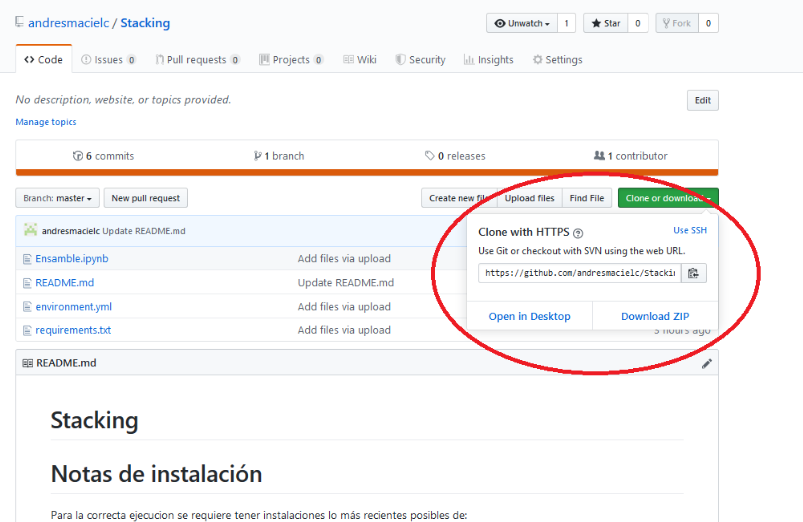 andresmacielc / Stacking
Unwatch 1 Star 0 Fork 0
Code Issues 0 Pull requests 0 Projects 0 Wiki Security Insights Settings
No description, website, or topics provided.
Edit
Manage topics
6 commits 1 branch 0 releases 1 contributor
Branch: master New pull request Create new file Upload files Find File Clone or download
andresmacielc Update README.md
Clone with HTTPS ? Use SSH
Use Git or checkout with SVN using the web URL.
https://github.com/andresmacielc/Stackin
Open in Desktop Download ZIP
Ensamble.ipynb Add files via upload
README.md Update README.md
environment.yml Add files via upload
requirements.txt Add files via upload 3 hours ago
README.md
Stacking
Notas de instalación
Para la correcta ejecucion se requiere tener instalaciones lo más recientes posibles de: